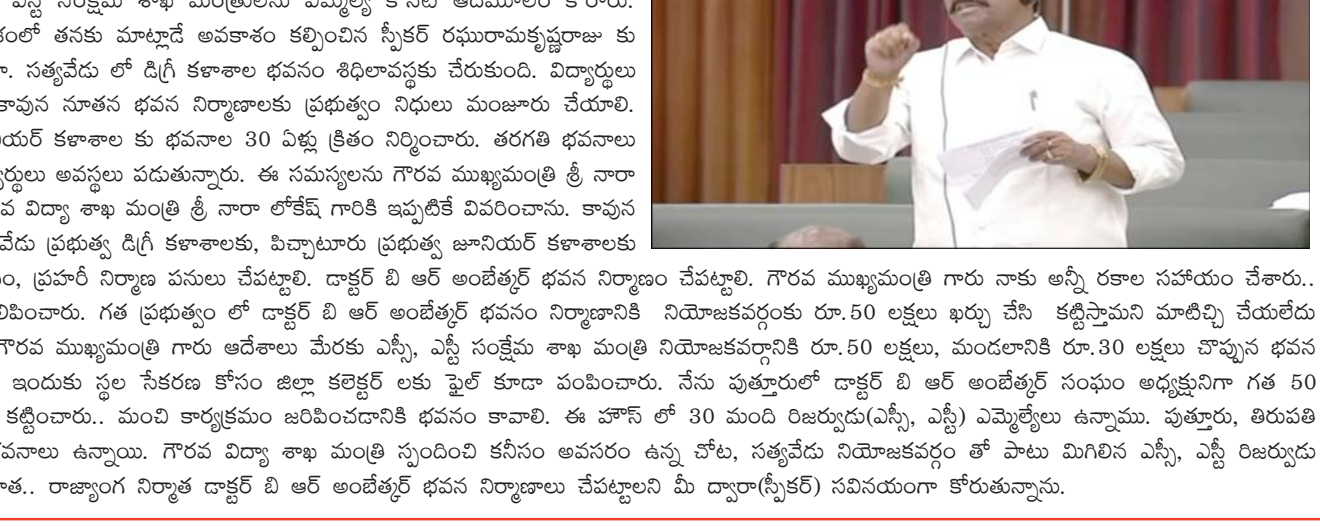 ఎస్టీ సంక్షేమ శాఖ మంత్రులను ఎమ్మెల్యే కోనేటి ఆదిమూలం కోరారు.
తనకు మాట్లాడే అవకాశం కల్పించిన స్పీకర్ రఘురామకృష్ణరాజు కు
సత్యవేడు లో డిగ్రీ కళాశాల భవనం శిధిలావస్థకు చేరుకుంది. విద్యార్థులు
కావున నూతన భవన నిర్మాణాలకు ప్రభుత్వం నిధులు మంజూరు చేయాలి.
కళాశాల కు భవనాల 30 ఏళ్లు క్రితం నిర్మించారు. తరగతి భవనాలు
అవస్థలు పడుతున్నారు. ఈ సమస్యలను గౌరవ ముఖ్యమంత్రి శ్రీ నారా
విద్యా శాఖ మంత్రి శ్రీ నారా లోకేష్ గారికి ఇప్పటికే వివరించాను. కావున
ప్రభుత్వ డిగ్రీ కళాశాలకు, పిచ్చాటూరు ప్రభుత్వ జూనియర్ కళాశాలకు
ప్రహరీ నిర్మాణ పనులు చేపట్టాలి. డాక్టర్ బి ఆర్ అంబేత్కర్ భవన నిర్మాణం చేపట్టాలి. గౌరవ ముఖ్యమంత్రి గారు నాకు అన్నీ రకాల సహాయం చేశారు..
గత ప్రభుత్వం లో డాక్టర్ బి ఆర్ అంబేత్కర్ భవనం నిర్మాణానికి నియోజకవర్గంకు రూ.50 లక్షలు ఖర్చు చేసి కట్టిస్తామని మాటిచ్చి చేయలేదు
గౌరవ ముఖ్యమంత్రి గారు ఆదేశాలు మేరకు ఎస్సీ, ఎస్టీ సంక్షేమ శాఖ మంత్రి నియోజకవర్గానికి రూ.50 లక్షలు, మండలానికి రూ.30 లక్షలు చొప్పున భవన
ఇందుకు స్థల సేకరణ కోసం జిల్లా కలెక్టర్ లకు ఫైల్ కూడా పంపించారు. నేను పుత్తూరులో డాక్టర్ బి ఆర్ అంబేత్కర్ సంఘం అధ్యక్షునిగా గత 50
కట్టించారు.. మంచి కార్యక్రమం జరిపించడానికి భవనం కావాలి. ఈ హౌస్ లో 30 మంది రిజర్వుడు(ఎస్సీ, ఎస్టీ) ఎమ్మెల్యేలు ఉన్నాము. పుత్తూరు, తిరుపతి
ఉన్నాయి. గౌరవ విద్యా శాఖ మంత్రి స్పందించి కనీసం అవసరం ఉన్న చోట, సత్యవేడు నియోజకవర్గం తో పాటు మిగిలిన ఎస్సీ, ఎస్టీ రిజర్వుడు
రాజ్యాంగ నిర్మాత డాక్టర్ బి ఆర్ అంబేత్కర్ భవన నిర్మాణాలు చేపట్టాలని మీ ద్వారా(స్పీకర్) సవినయంగా కోరుతున్నాను.